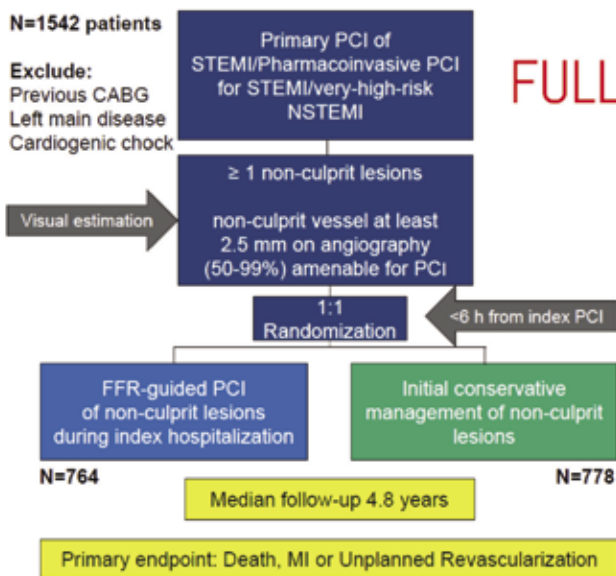 N=1542 patients
Exclude:
Previous CABG
Left main disease
Cardiogenic chock
Primary PCI of
STEMI/Pharmacoinvasive PCI
for STEMI/very-high-risk
NSTEMI
FULL
≥ 1 non-culprit lesions
non-culprit vessel at least
2.5 mm on angiography
(50-99%) amenable for PCI
Visual estimation
1:1
Randomization
<6 h from index PCI
FFR-guided PCI
of non-culprit lesions
during index hospitalization
Initial conservative
management of non-culprit
lesions
N=764
N=778
Median follow-up 4.8 years
Primary endpoint: Death, MI or Unplanned Revascularization